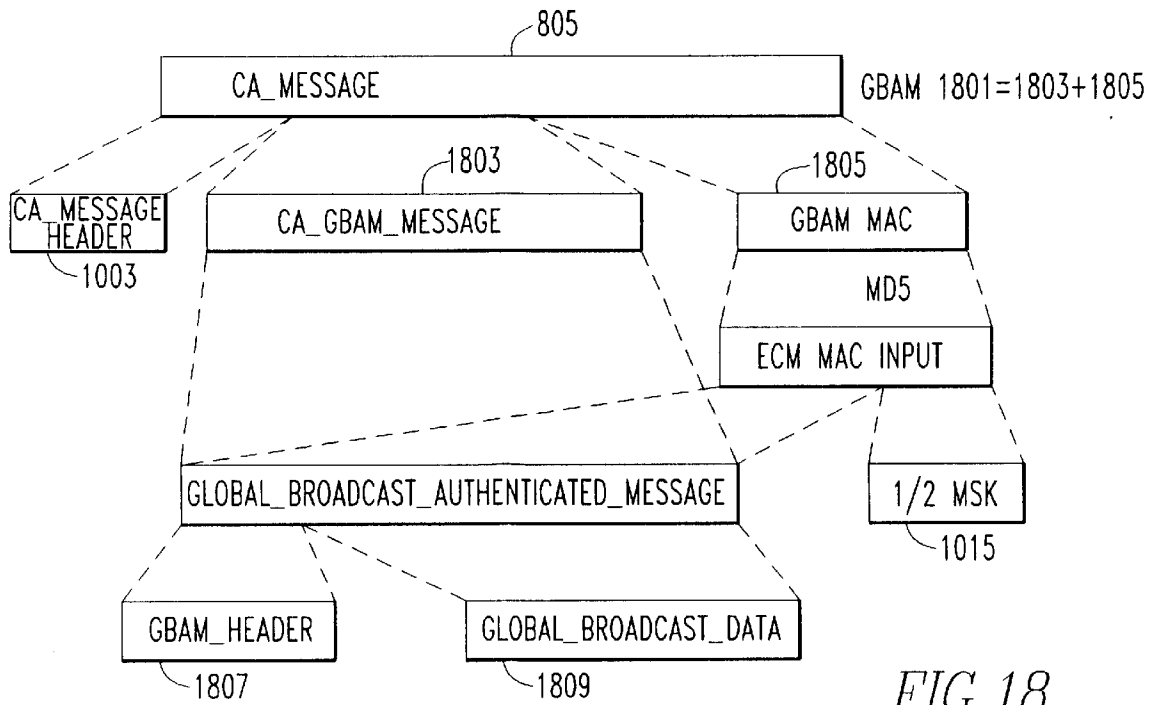 805
CA_MESSAGE
GBAM 1801=1803+1805
1803
1805
CA_MESSAGE
HEADER
CA_GBAM_MESSAGE
GBAM MAC
1003
MD5
ECM MAC INPUT
GLOBAL_BROADCAST_AUTHENTICATED_MESSAGE
1/2 MSK
1015
GBAM_HEADER
GLOBAL_BROADCAST_DATA
1807
1809
FIG. 18